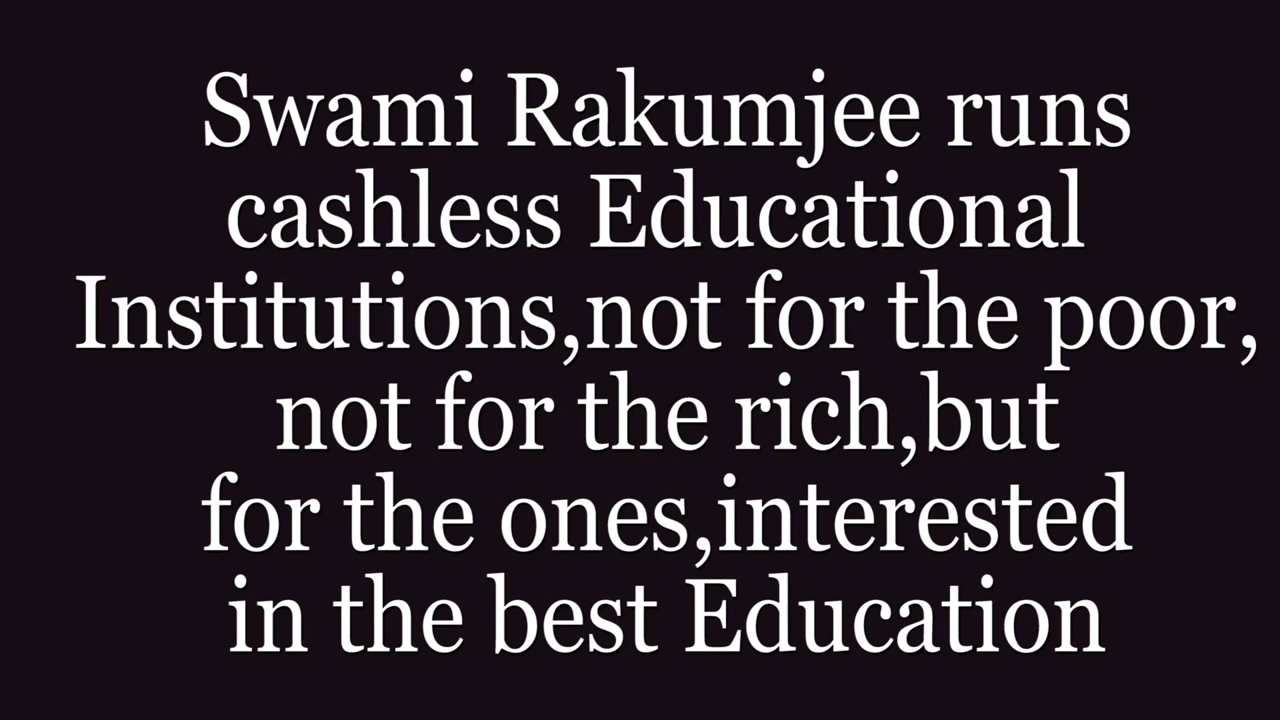 Swami Rakumjee runs
cashless Educational
Institutions,not for the poor,
not for the rich,but
for the ones,interested
in the best Education